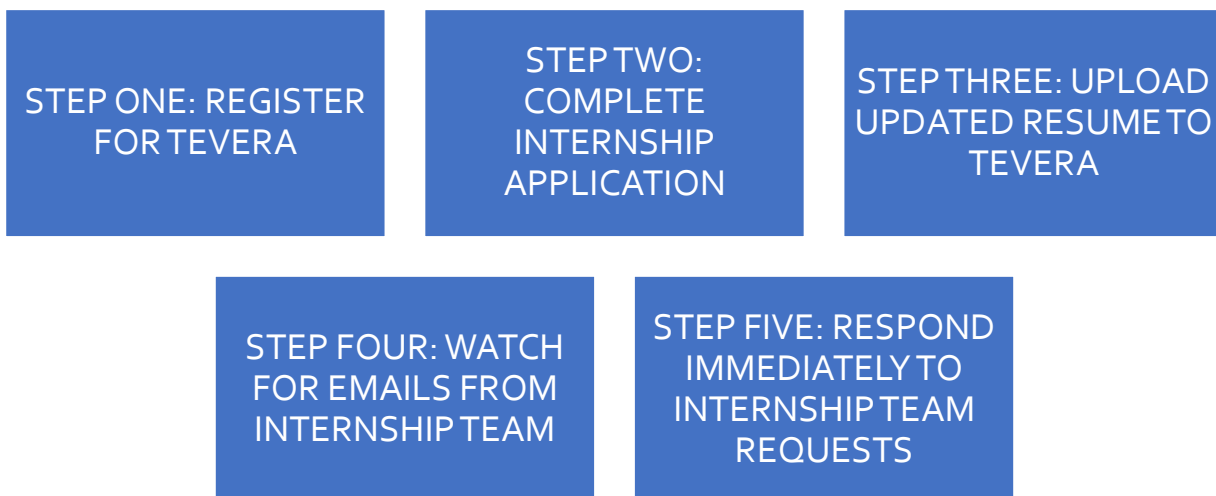 STEP ONE: REGISTER
FOR TEVERA
STEP TWO:
COMPLETE
INTERNSHIP
APPLICATION
STEP THREE: UPLOAD
UPDATED RESUME TO
TEVERA
STEP FOUR: WATCH
FOR EMAILS FROM
INTERNSHIP TEAM
STEP FIVE: RESPOND
IMMEDIATELY TO
INTERNSHIP TEAM
REQUESTS